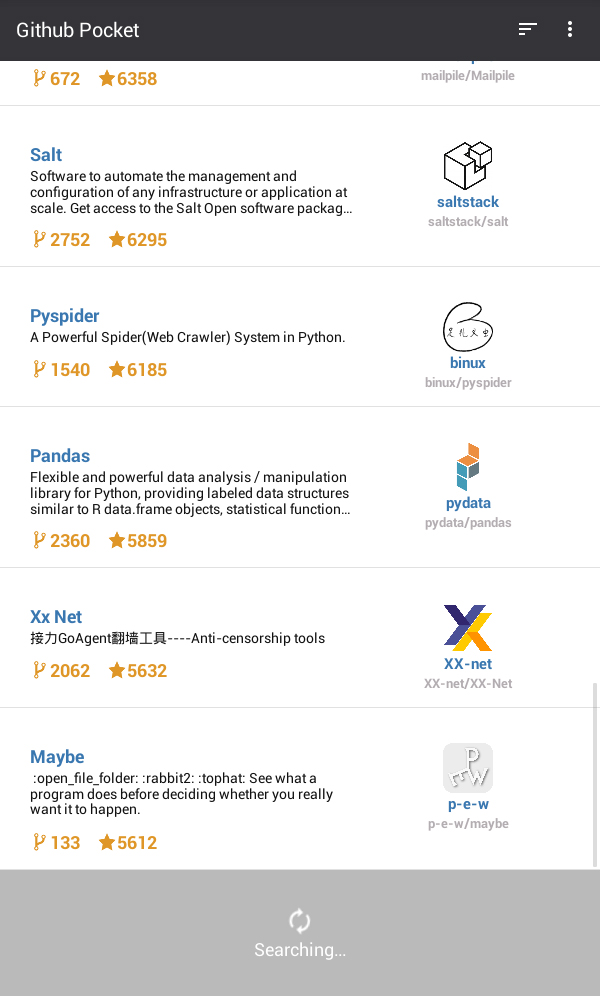 Github Pocket
672 6358
mailpile/Mailpile
Salt
Software to automate the management and
configuration of any infrastructure or application at
scale. Get access to the Salt Open software packag...
2752 6295
saltstack
saltstack/salt
Pyspider
A Powerful Spider(Web Crawler) System in Python.
1540 6185
binux
binux/pyspider
Pandas
Flexible and powerful data analysis / manipulation
library for Python, providing labeled data structures
similar to R data.frame objects, statistical function...
2360 5859
pydata
pydata/pandas
Xx Net
接力GoAgent翻墙工具----Anti-censorship tools
2062 5632
XX-net
XX-net/XX-Net
Maybe
:open_file_folder: :rabbit2: :tophat: See what a
program does before deciding whether you really
want it to happen.
133 5612
PEW
p-e-w
p-e-w/maybe
Searching...